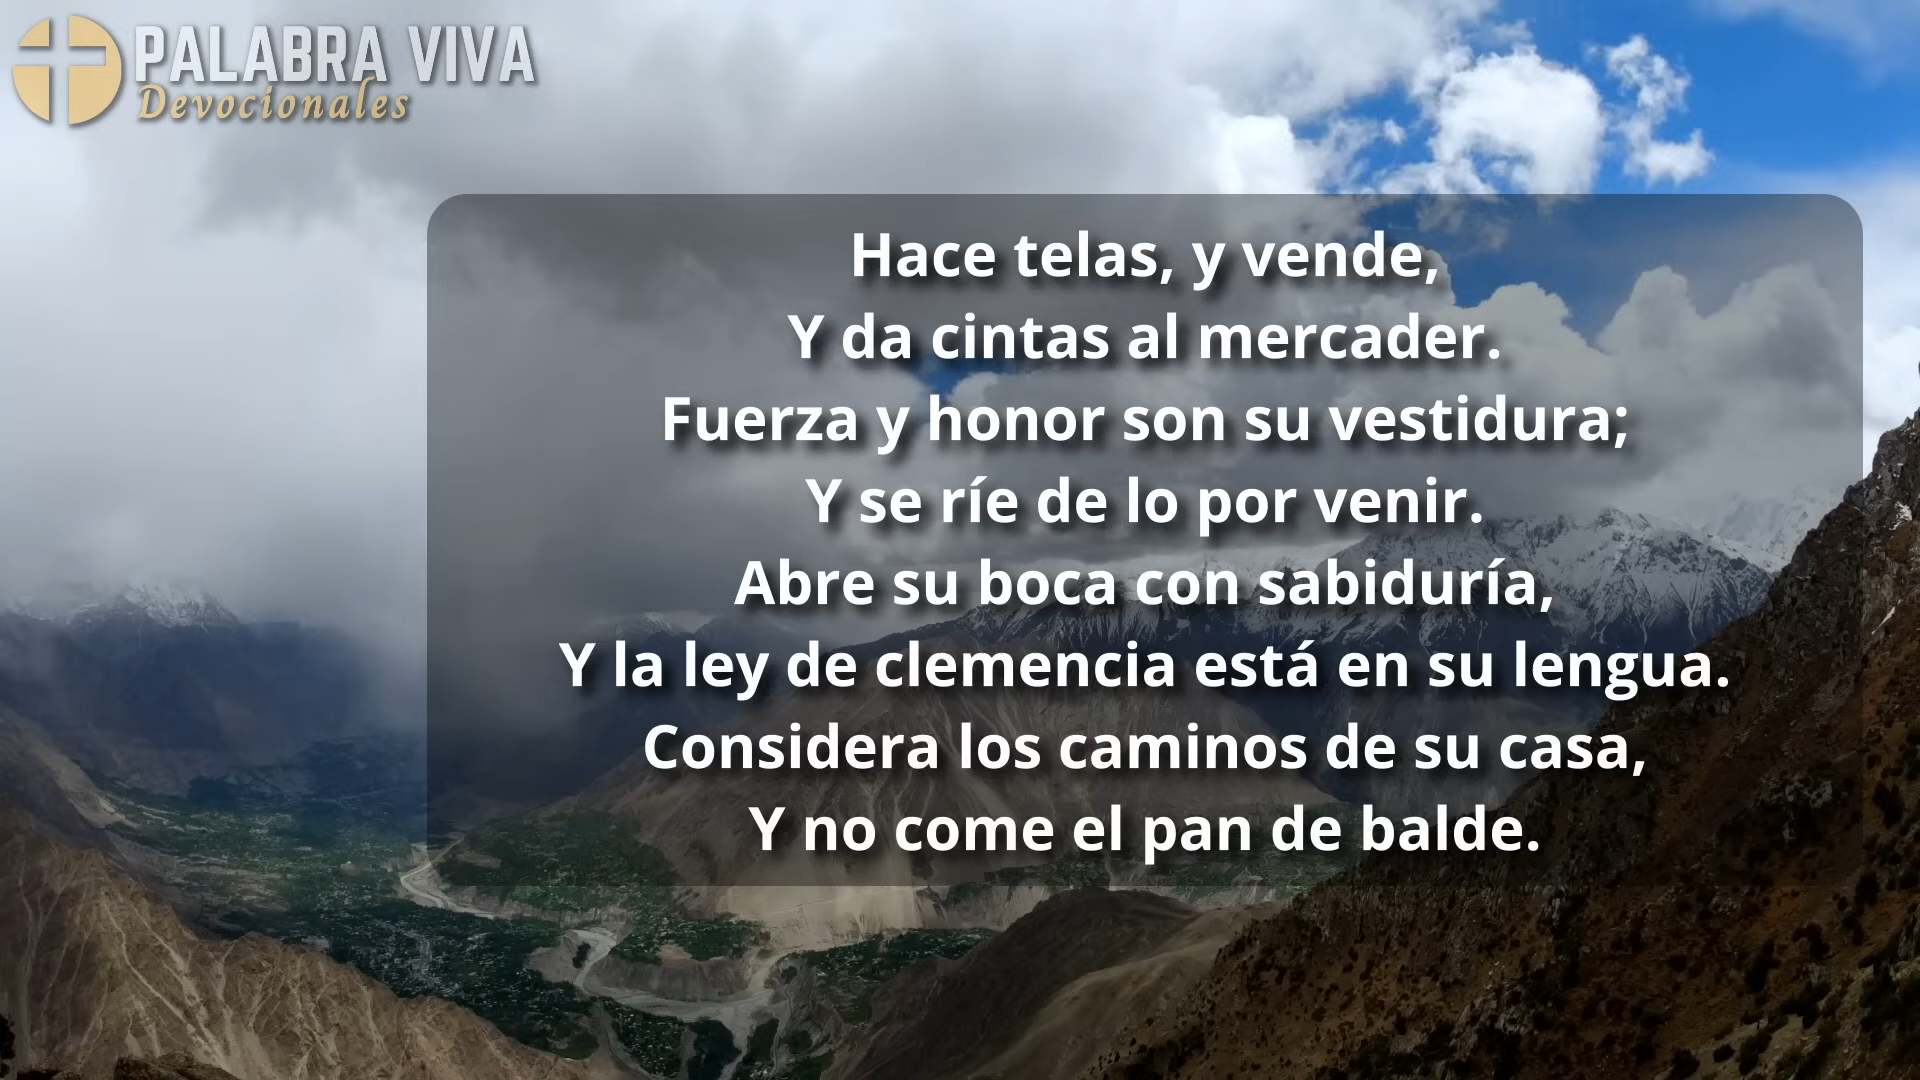 PALABRA VIVA
Devocionales
Hace telas, y vende,
Y da cintas al mercader.
Fuerza y honor son su vestidura;
Y se ríe de lo por venir.
Abre su boca con sabiduría,
Y la ley de clemencia está en su lengua.
Considera los caminos de su casa,
Y no come el pan de balde.